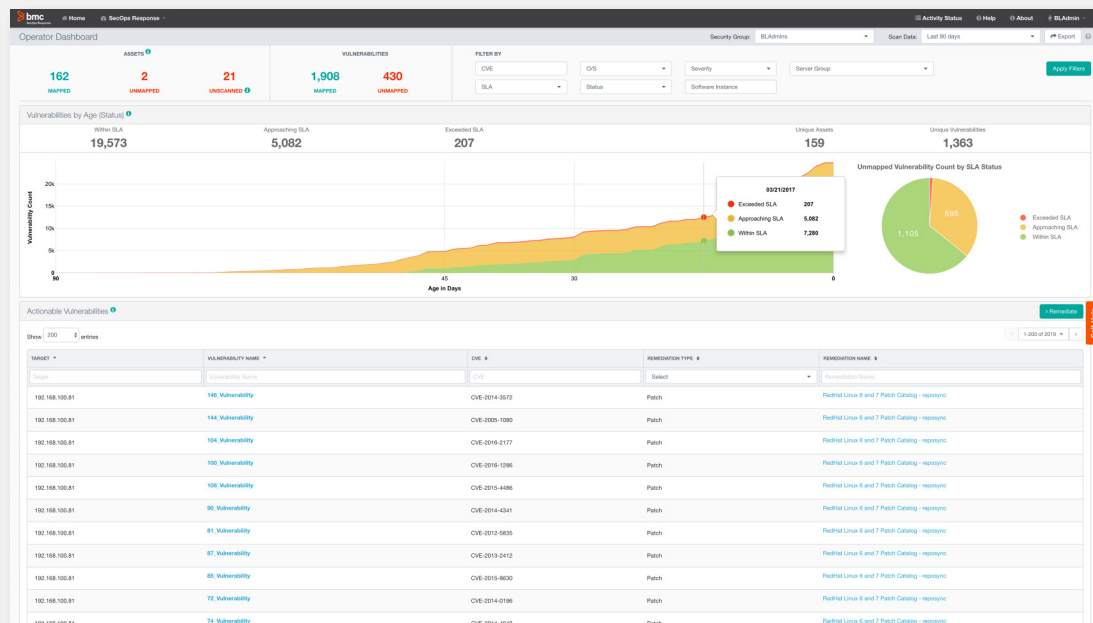 bmc Home SecOps Response Activity Status Help About BLAdmin
SecOps Response
Operator Dashboard Security Group: BLAdmins Scan Date: Last 90 days Export
ASSETS VULNERABILITIES FILTER BY
162 2 21 1,908 430
MAPPED UNMAPPED UNSCANNED MAPPED UNMAPPED
CVE O/S Severity Server Group Apply Filters
SLA Status Software Instance
Vulnerabilities by Age (Status)
Within SLA Approaching SLA Exceeded SLA Unique Assets Unique Vulnerabilities
19,573 5,082 207 159 1,363
Unmapped Vulnerability Count by SLA Status
Vulnerability Count
20k
15k
10k
5k
0
90 45 30 0
Age in Days
03/21/2017
Exceeded SLA 207
Approaching SLA 5,082
Within SLA 7,280
595
1,105
Exceeded SLA
Approaching SLA
Within SLA
Actionable Vulnerabilities Remediate
Show 200 entries 1-200 of 2019
TARGET VULNERABILITY NAME CVE REMEDIATION TYPE REMEDIATION NAME
Target Vulnerability Name CVE Select Remediation Name
192.168.100.81 146_Vulnerability CVE-2014-3572 Patch RedHat Linux 6 and 7 Patch Catalog - reposync
192.168.100.81 144_Vulnerability CVE-2005-1080 Patch RedHat Linux 6 and 7 Patch Catalog - reposync
192.168.100.81 104_Vulnerability CVE-2016-2177 Patch RedHat Linux 6 and 7 Patch Catalog - reposync
192.168.100.81 100_Vulnerability CVE-2016-1286 Patch RedHat Linux 6 and 7 Patch Catalog - reposync
192.168.100.81 108_Vulnerability CVE-2015-4486 Patch RedHat Linux 6 and 7 Patch Catalog - reposync
192.168.100.81 90_Vulnerability CVE-2014-4341 Patch RedHat Linux 6 and 7 Patch Catalog - reposync
192.168.100.81 81_Vulnerability CVE-2012-5835 Patch RedHat Linux 6 and 7 Patch Catalog - reposync
192.168.100.81 87_Vulnerability CVE-2013-2412 Patch RedHat Linux 6 and 7 Patch Catalog - reposync
192.168.100.81 85_Vulnerability CVE-2015-8630 Patch RedHat Linux 6 and 7 Patch Catalog - reposync
192.168.100.81 72_Vulnerability CVE-2014-0196 Patch RedHat Linux 6 and 7 Patch Catalog - reposync
192.168.100.81 74_Vulnerability Patch RedHat Linux 6 and 7 Patch Catalog - reposync